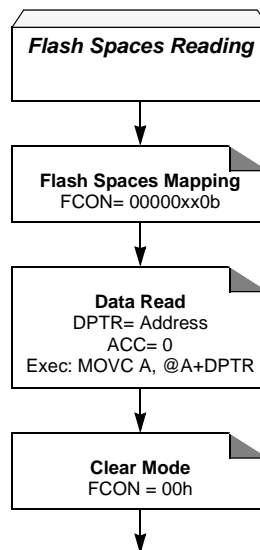 Flash Spaces Reading
Flash Spaces Mapping
FCON= 00000xx0b
Data Read
DPTR= Address
ACC= 0
Exec: MOVC A, @A+DPTR
Clear Mode
FCON = 00h